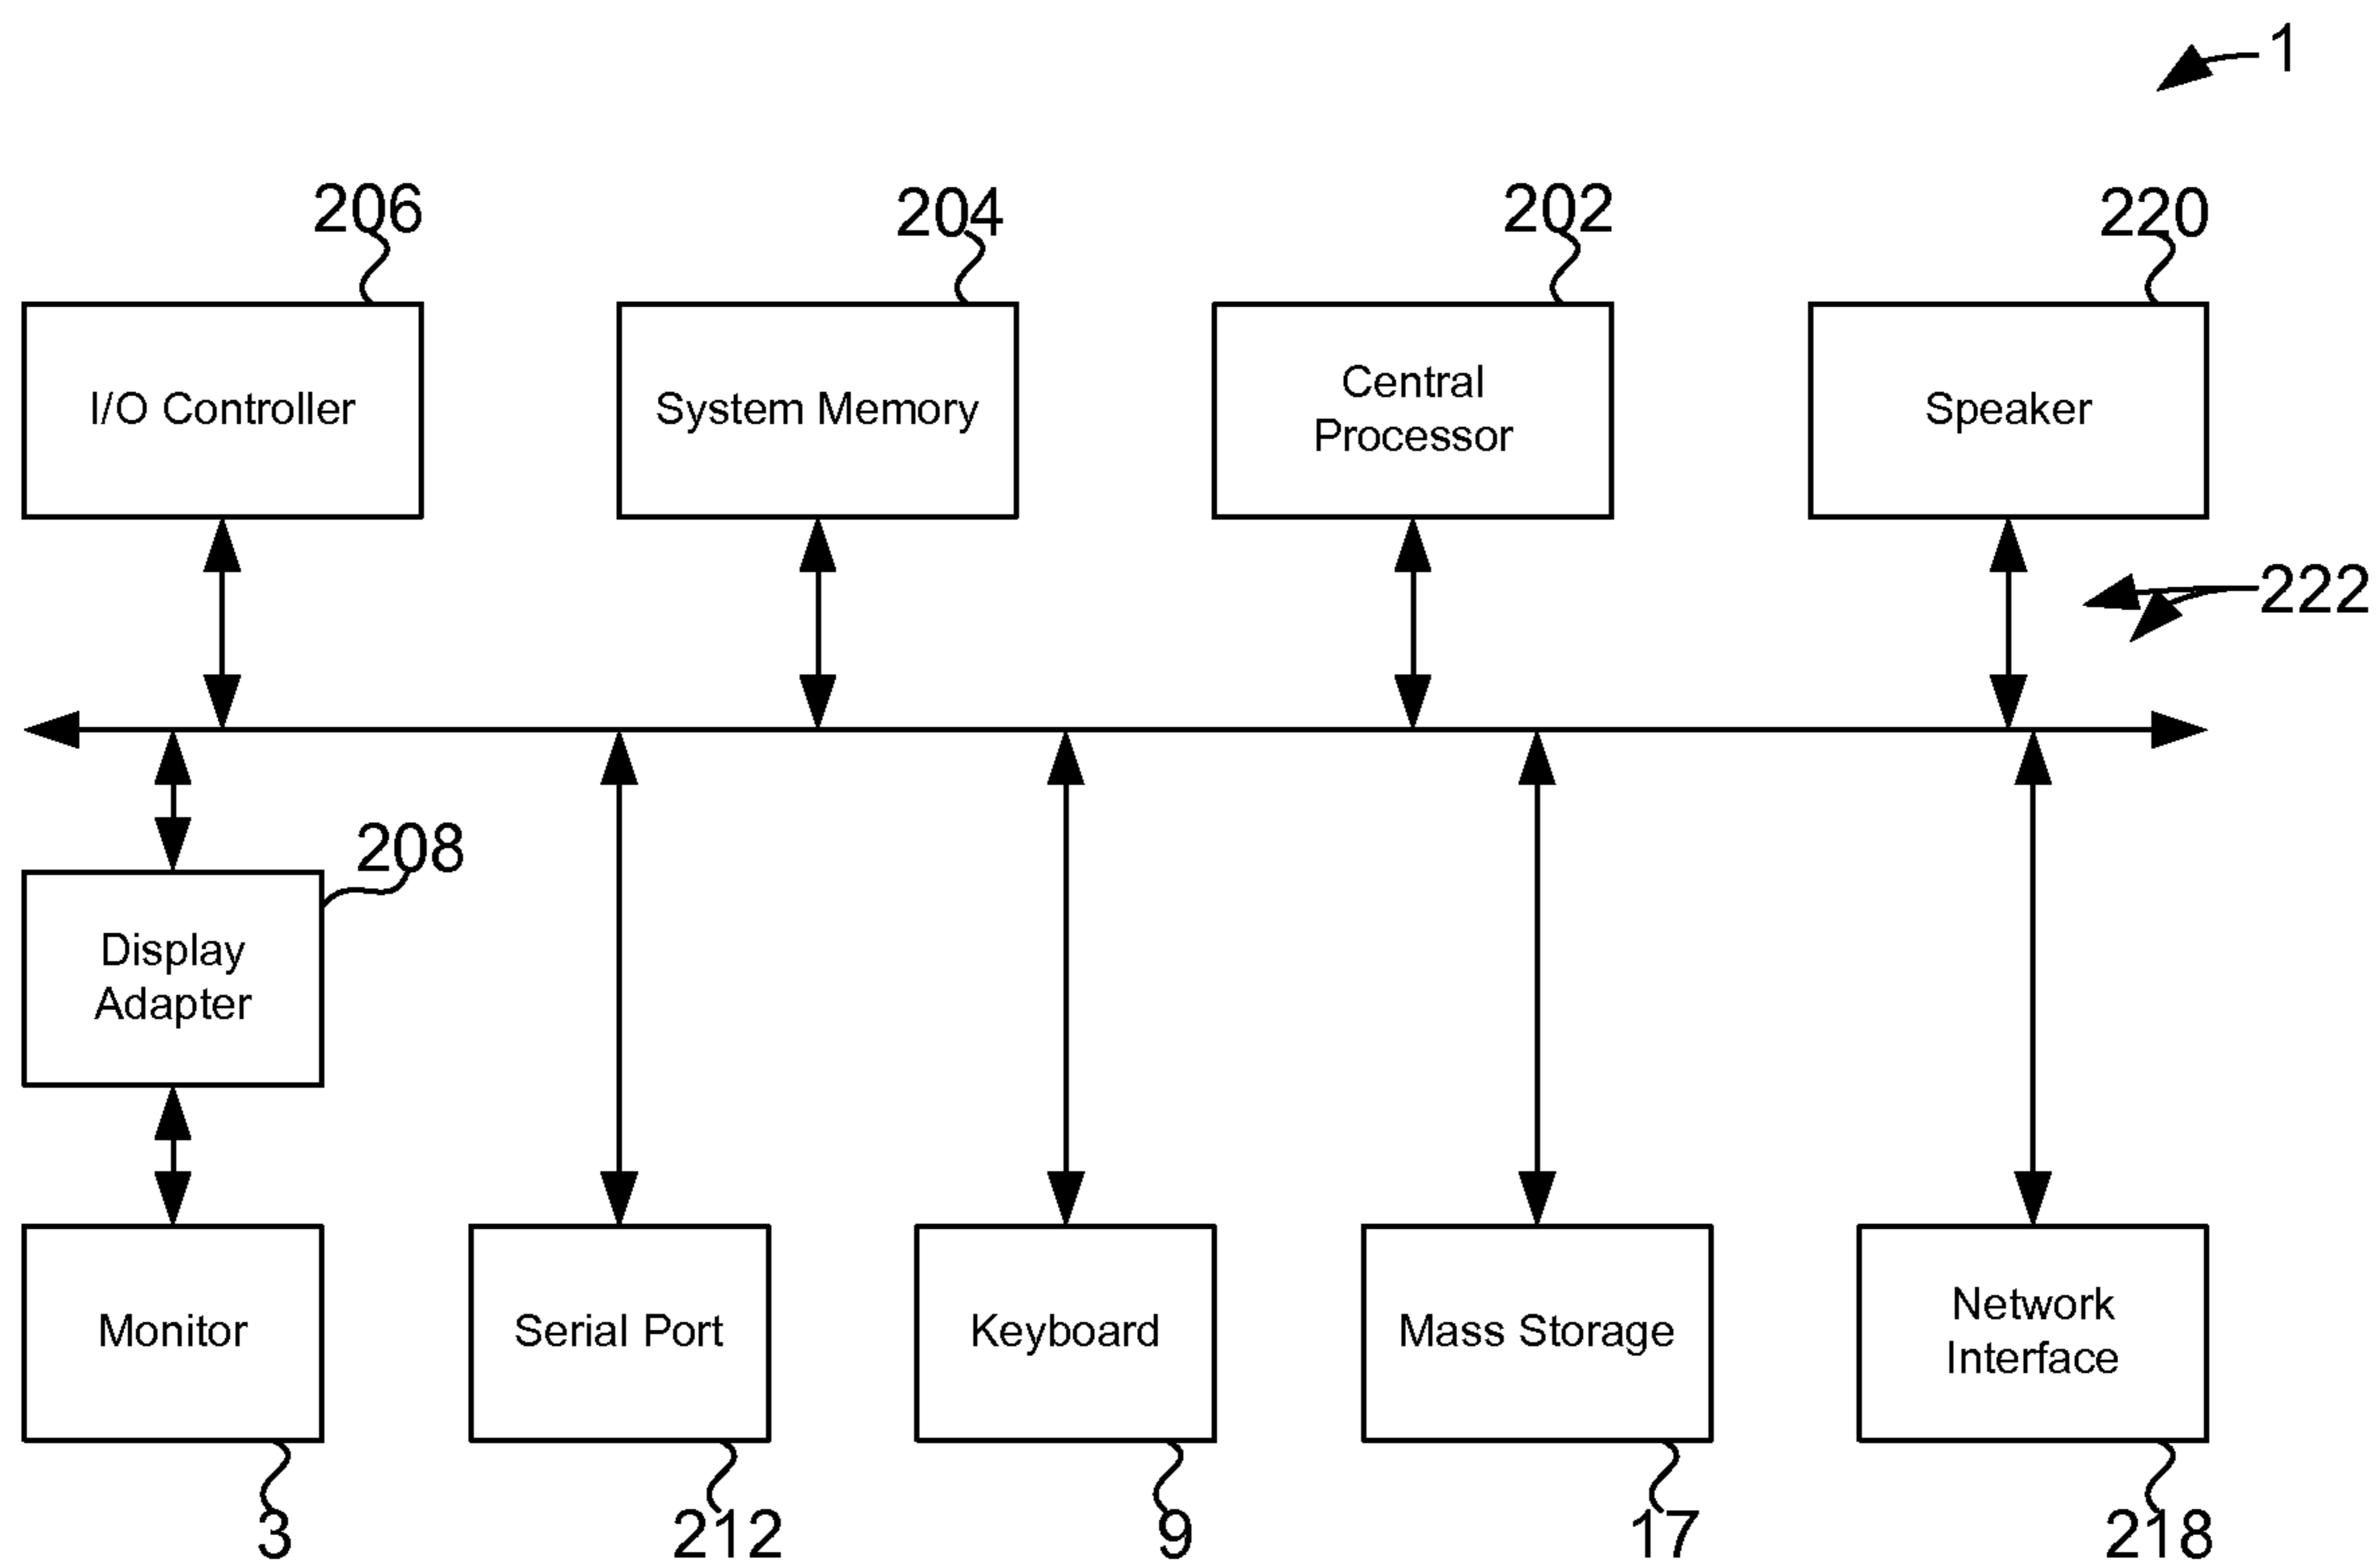 1
206
204
202
220
I/O Controller
System Memory
Central
Processor
Speaker
222
208
Display
Adapter
Monitor
Serial Port
Keyboard
Mass Storage
Network
Interface
3
212
9
17
218